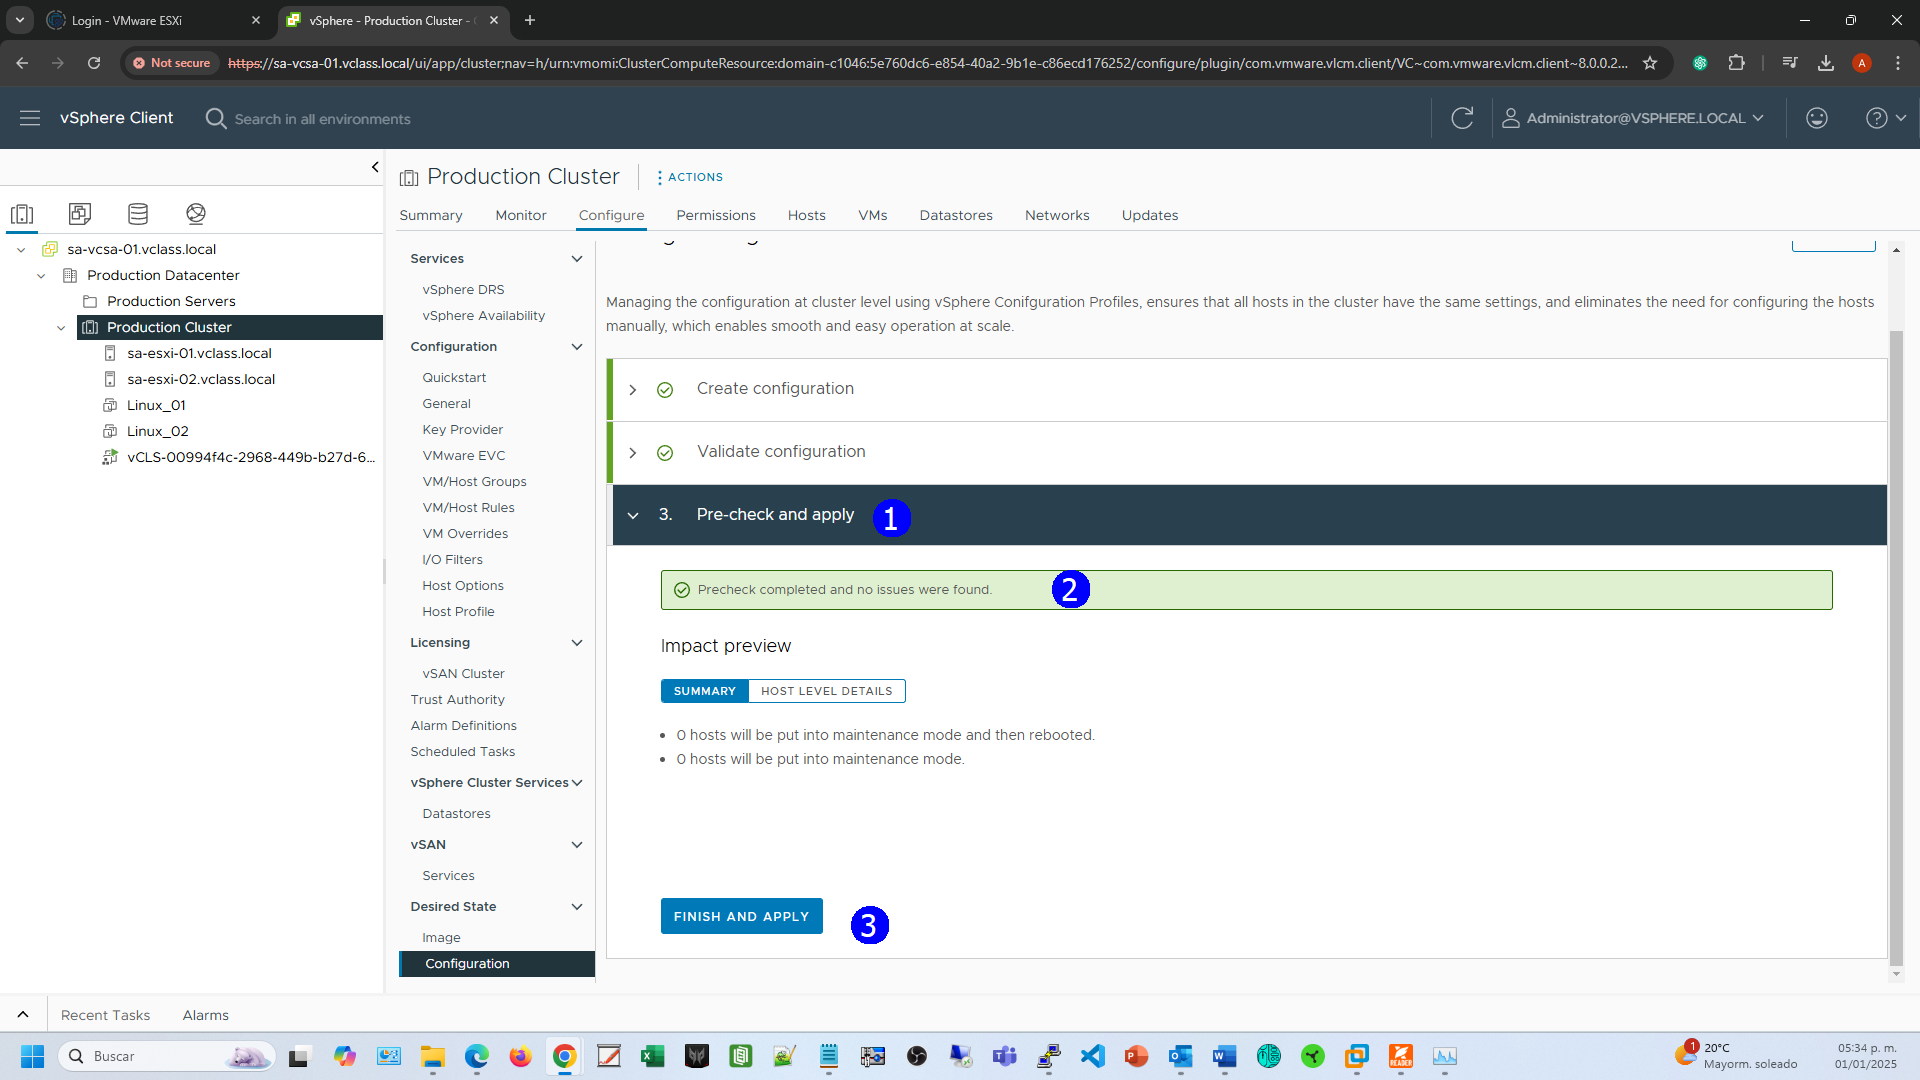 Login - VMware ESXi
vSphere - Production Cluster -
Not secure
https://sa-vcsa-01.vclass.local/ui/app/cluster;nav=h/urn:vmomi:ClusterComputeResource:domain-c1046:5e760dc6-e854-40a2-9b1e-c86ecd176252/configure/plugin/com.vmware.vlcm.client/VC~com.vmware.vlcm.client~8.0.0.2...
A
vSphere Client
Search in all environments
Administrator@VSPHERE.LOCAL
Production Cluster
ACTIONS
Summary
Monitor
Configure
Permissions
Hosts
VMs
Datastores
Networks
Updates
sa-vcsa-01.vclass.local
Production Datacenter
Production Servers
Production Cluster
sa-esxi-01.vclass.local
sa-esxi-02.vclass.local
Linux_01
Linux_02
vCLS-00994f4c-2968-449b-b27d-6...
Services
vSphere DRS
vSphere Availability
Configuration
Quickstart
General
Key Provider
VMware EVC
VM/Host Groups
VM/Host Rules
VM Overrides
I/O Filters
Host Options
Host Profile
Licensing
vSAN Cluster
Trust Authority
Alarm Definitions
Scheduled Tasks
vSphere Cluster Services
Datastores
vSAN
Services
Desired State
Image
Configuration
Managing the configuration at cluster level using vSphere Conifguration Profiles, ensures that all hosts in the cluster have the same settings, and eliminates the need for configuring the hosts
manually, which enables smooth and easy operation at scale.
Create configuration
Validate configuration
3. Pre-check and apply
1
Precheck completed and no issues were found.
2
Impact preview
SUMMARY
HOST LEVEL DETAILS
• 0 hosts will be put into maintenance mode and then rebooted.
• 0 hosts will be put into maintenance mode.
FINISH AND APPLY
3
Recent Tasks
Alarms
Buscar
READER
1
20°C
Mayorm. soleado
05:34 p. m.
01/01/2025